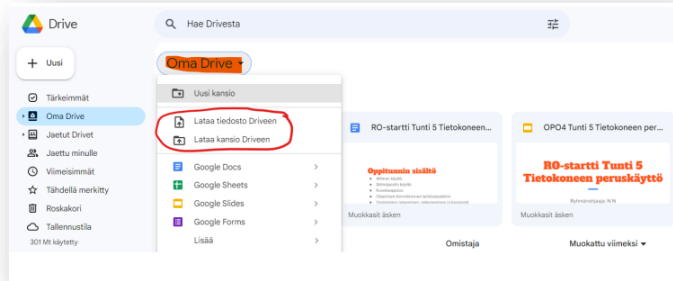 Drive
Hae Drivesta
Uusi
Oma Drive
Uusi kansio
Lataa tiedosto Driveen
Lataa kansio Driveen
Google Docs
Google Sheets
Google Slides
Google Forms
Lisää
Tärkeimmät
Oma Drive
Jaetut Drivet
Jaettu minulle
Viimeisimmät
Tähdellä merkitty
Roskakori
Tallennustila
301 Mt käytetty
RO-startti Tunti 5 Tietokoneen...
Oppitunnin sisältö
Muokkasit äsken
OPO4 Tunti 5 Tietokoneen per...
RO-startti Tunti 5
Tietokoneen peruskäyttö
Ryhmänohjaaja N.N
Muokkasit äsken
Omistaja
Muokattu viimeksi